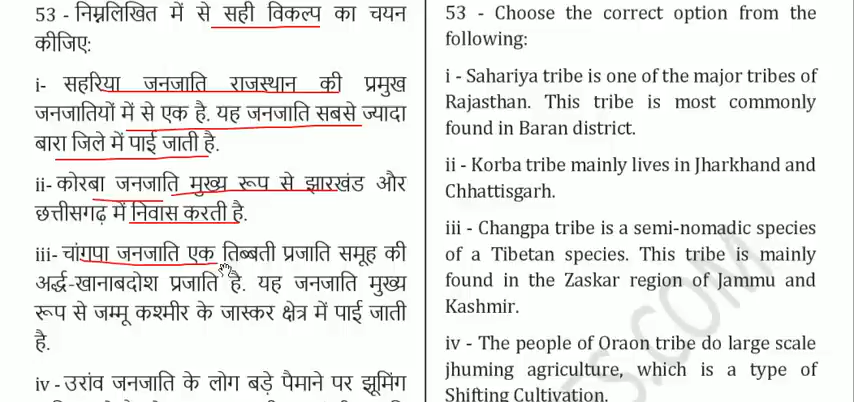 53 - निम्नलिखित में से सही विकल्प का चयन
कीजिए:
i- सहरिया जनजाति राजस्थान की प्रमुख
जनजातियों में से एक है. यह जनजाति सबसे ज्यादा
बारा जिले में पाई जाती है.
ii- कोरबा जनजाति मुख्य रूप से झारखंड और
छत्तीसगढ़ में निवास करती है.
iii- चांगपा जनजाति एक तिब्बती प्रजाति समूह की
अर्द्ध-खानाबदोश प्रजाति है. यह जनजाति मुख्य
रूप से जम्मू कश्मीर के जास्कर क्षेत्र में पाई जाती
है.
iv - उरांव जनजाति के लोग बड़े पैमाने पर झूमिंग
53 - Choose the correct option from the
following:
i - Sahariya tribe is one of the major tribes of
Rajasthan. This tribe is most commonly
found in Baran district.
ii - Korba tribe mainly lives in Jharkhand and
Chhattisgarh.
iii - Changpa tribe is a semi-nomadic species
of a Tibetan species. This tribe is mainly
found in the Zaskar region of Jammu and
Kashmir.
iv - The people of Oraon tribe do large scale
jhuming agriculture, which is a type of
Shifting Cultivation.